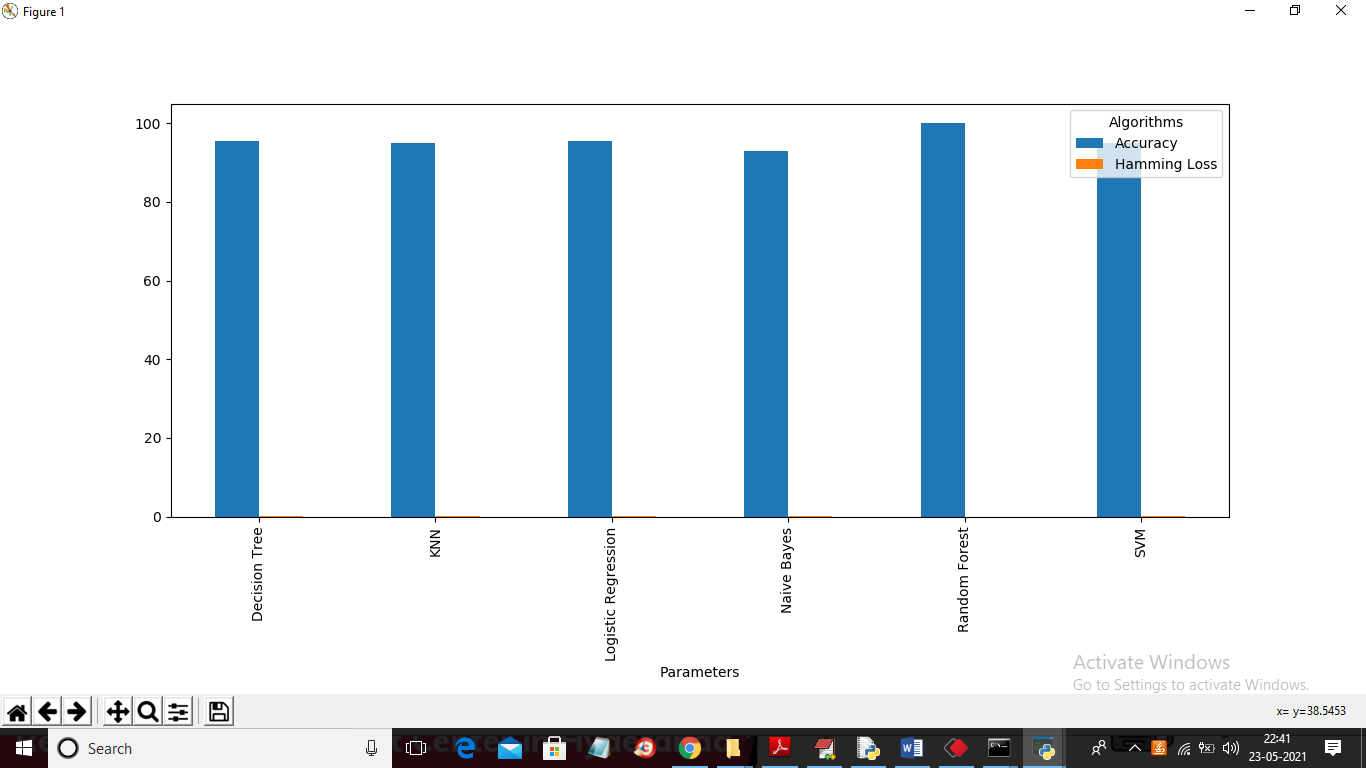 Figure 1
100
80
60
40
20
0
Algorithms
Accuracy
Hamming Loss
Decision Tree
KNN
Logistic Regression
Naive Bayes
Random Forest
SVM
Parameters
Activate Windows
Go to Settings to activate Windows.
x= y=38.5453
Search
22:41
23-05-2021